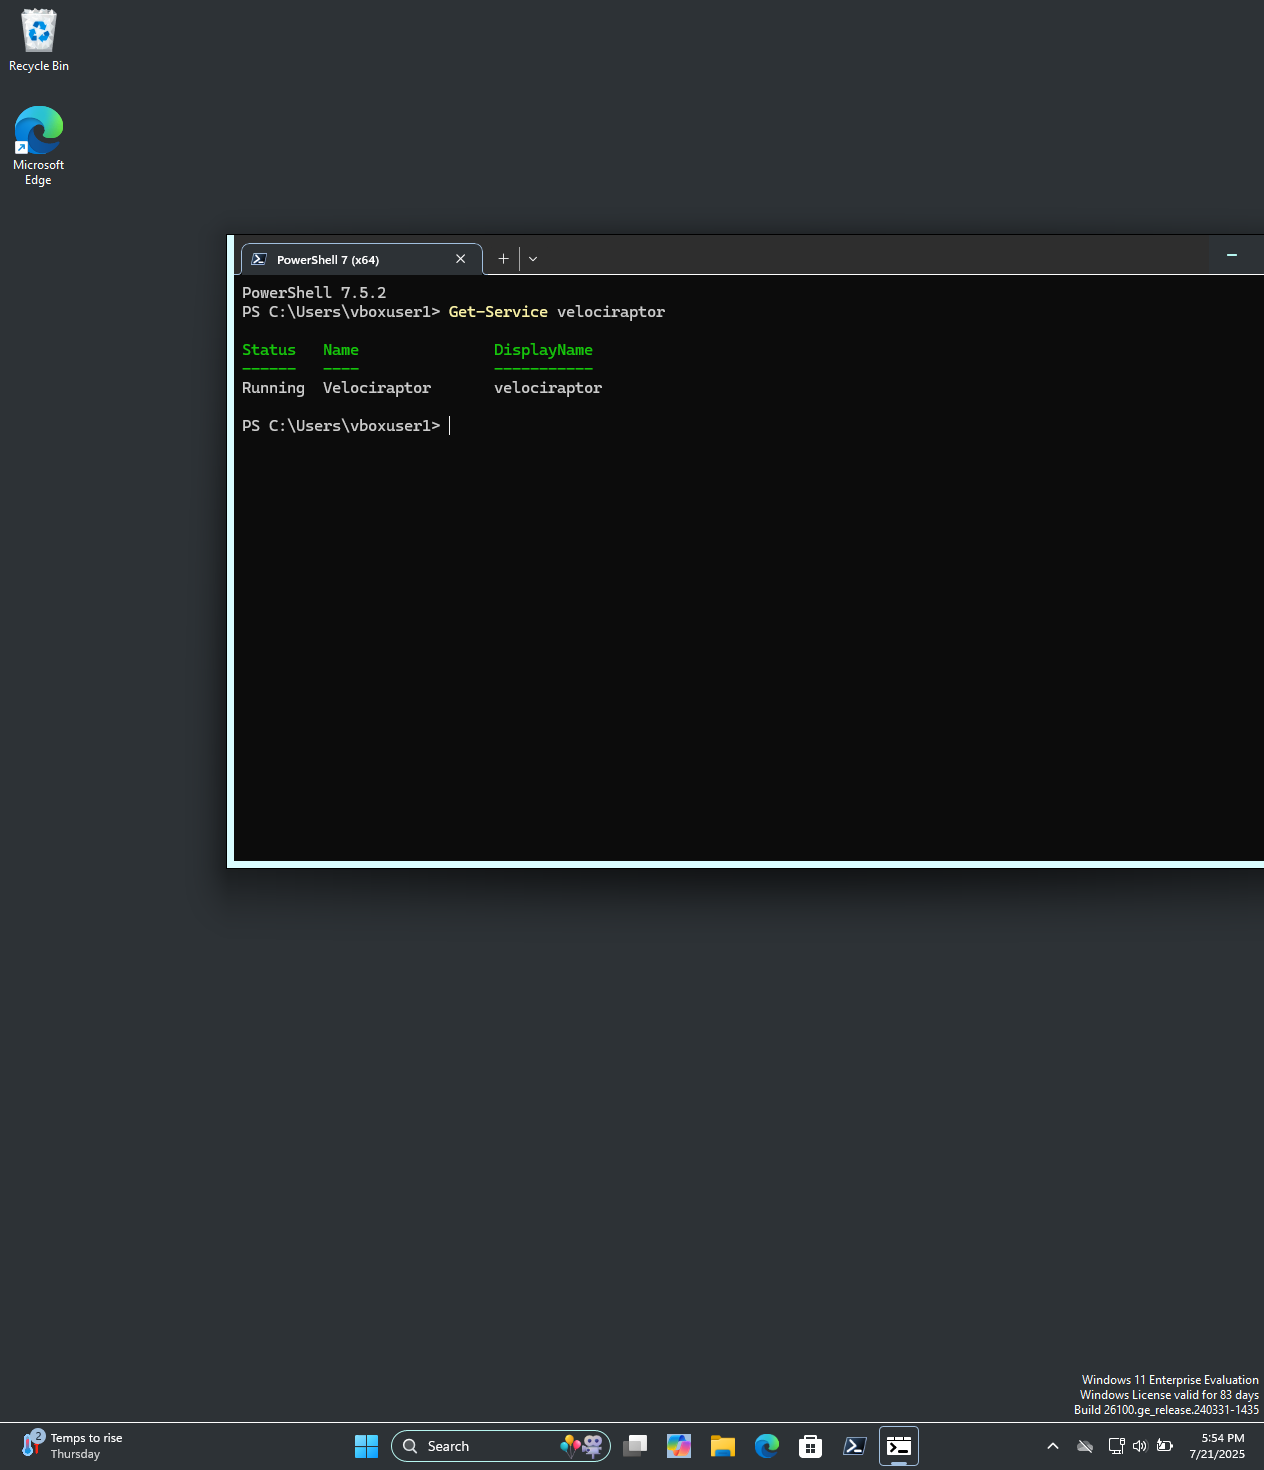 Recycle Bin
Microsoft
Edge
PowerShell 7 (x64)
PowerShell 7.5.2
PS C:\Users\vboxuser1> Get-Service velociraptor
Status   Name               DisplayName
------   ----               -----------
Running  Velociraptor       velociraptor
PS C:\Users\vboxuser1>
Windows 11 Enterprise Evaluation
Windows License valid for 83 days
Build 26100.ge_release.240331-1435
2
Temps to rise
Thursday
Search
5:54 PM
7/21/2025